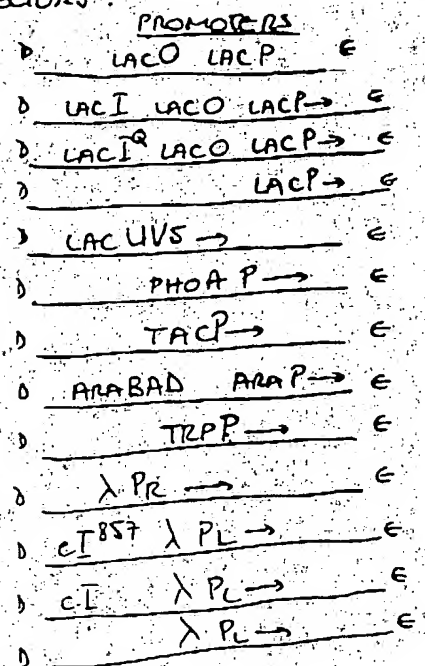 PROMOTERS
D LACO LACP E
D LACI LACO LACP→ E
D LACI^Q LACO LACP→ E
D LACP→ E
D LAC UV5 → E
D PHOA P → E
D TACP → E
D ARABAD ARA P → E
D TRPP → E
D λ PR → E
D cI^857 λ PL → E
D cI λ PL → E
D λ PL → E